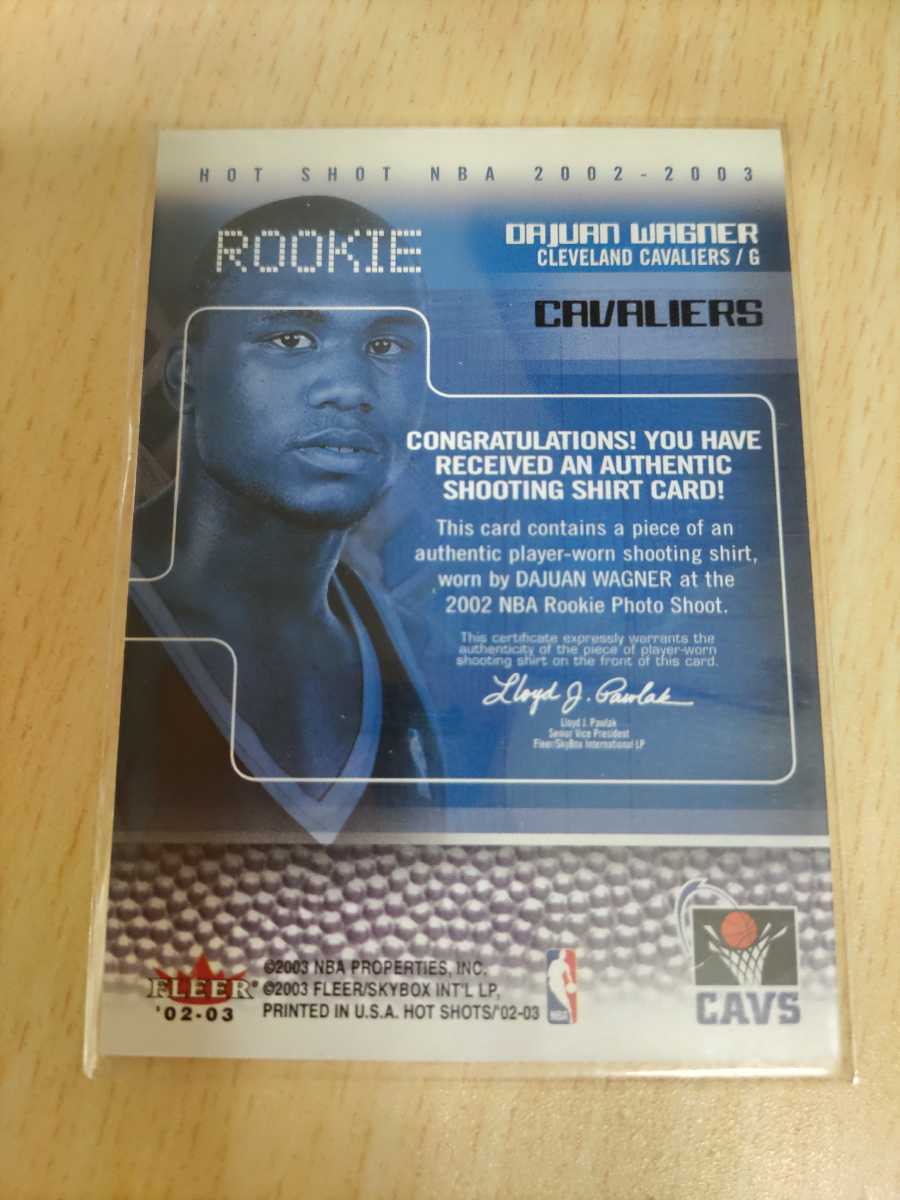 HOT SHOT NBA 2002-2003
ROOKIE
DAJUAN WAGNER
CLEVELAND CAVALIERS / G
CAVALIERS
CONGRATULATIONS! YOU HAVE
RECEIVED AN AUTHENTIC
SHOOTING SHIRT CARD!
This card contains a piece of an
authentic player-worn shooting shirt,
worn by DAJUAN WAGNER at the
2002 NBA Rookie Photo Shoot.
This certificate expressly warrants the
authenticity of the piece of player-worn
shooting shirt on the front of this card.
Lloyd J. Pawlak
Lloyd J. Pawlak
Senior Vice President
Fleer/SkyBox International LP
FLEER®
'02-03
©2003 NBA PROPERTIES, INC.
©2003 FLEER/SKYBOX INT'L LP,
PRINTED IN U.S.A. HOT SHOTS/'02-03
NBA
CAVS